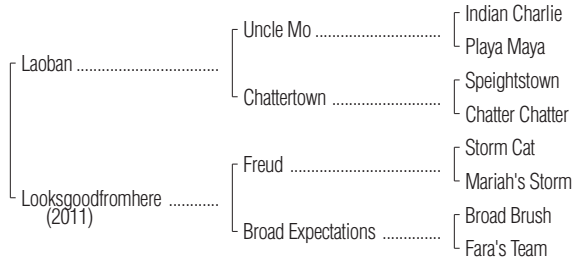 Indian Charlie
Uncle Mo ................................
Playa Maya
Laoban ....................................
Speightstown
Chattertown ...........................
Chatter Chatter
Storm Cat
Freud ......................................
Mariah's Storm
Looksgoodfromhere ............
(2011)
Broad Brush
Broad Expectations ..............
Fara's Team